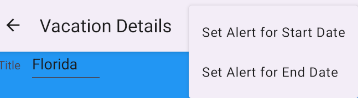 Vacation Details
Set Alert for Start Date
Title Florida
Set Alert for End Date